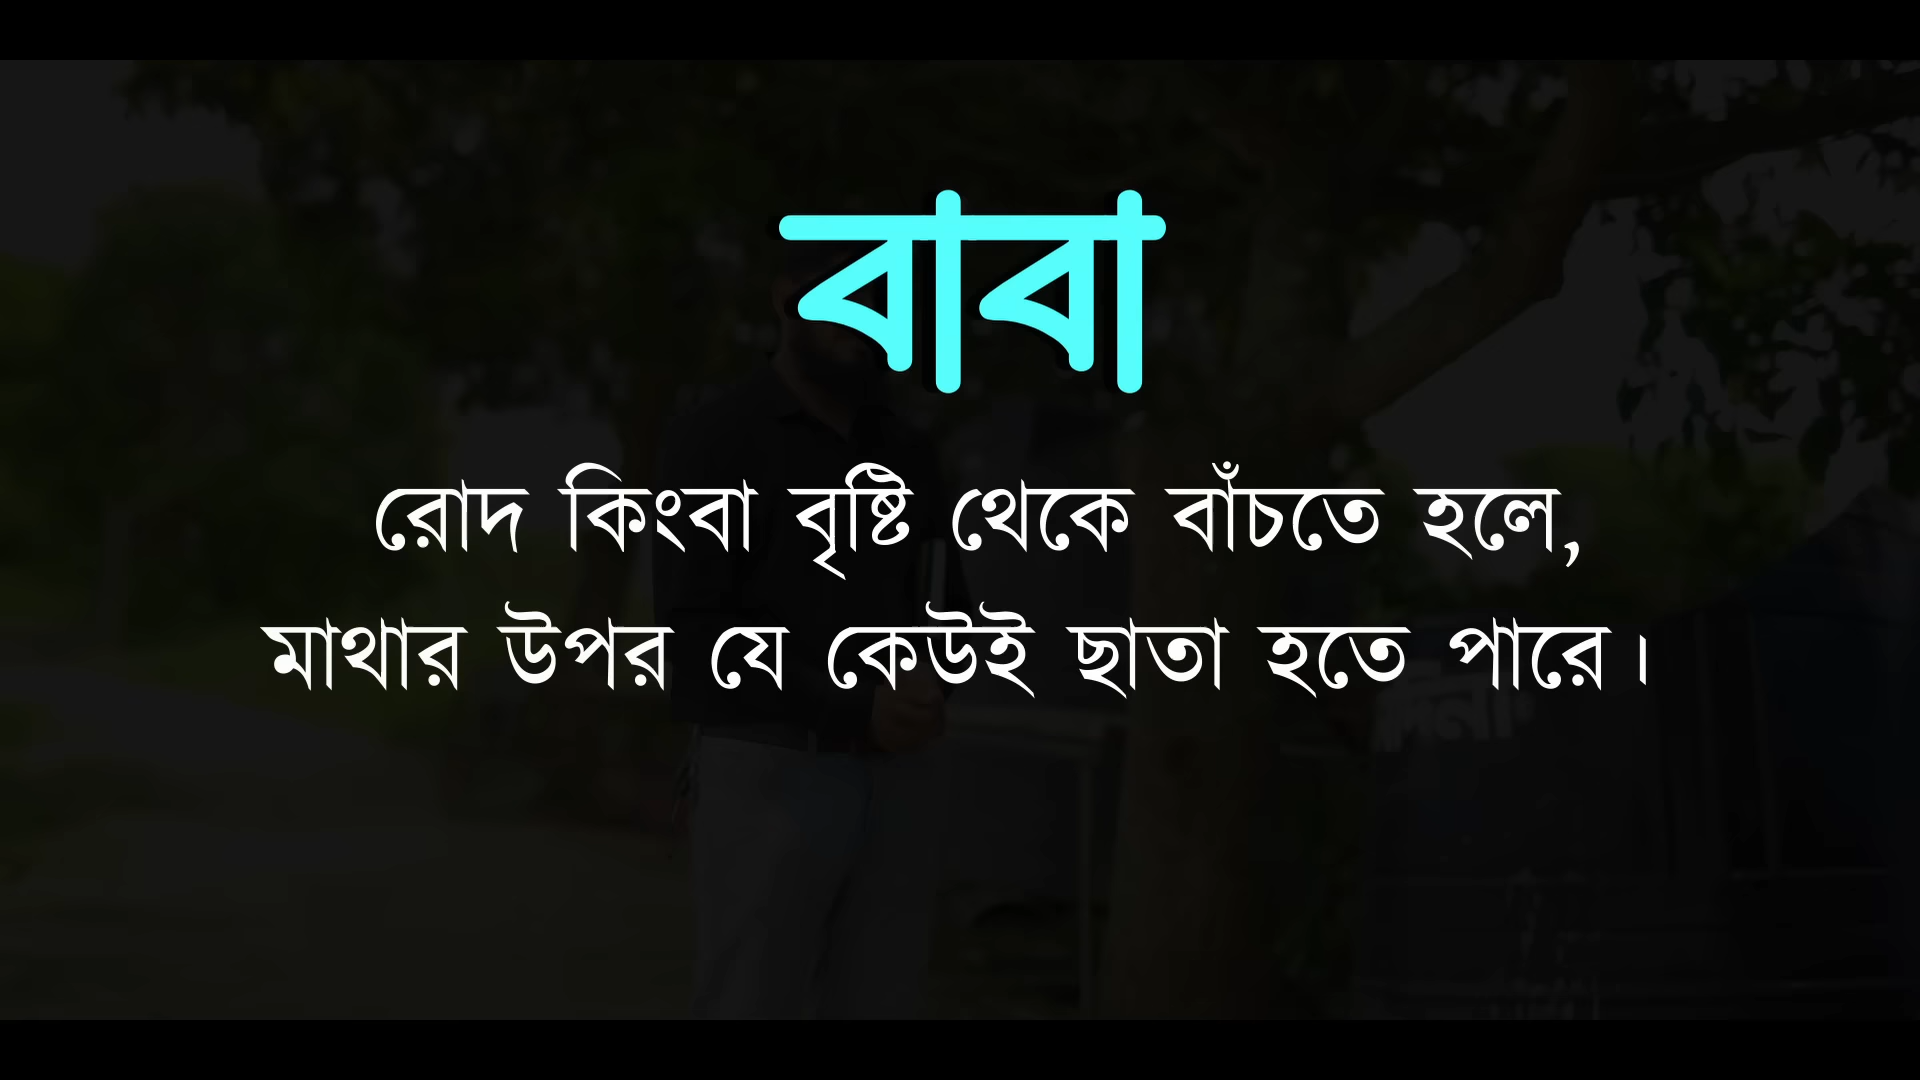 বাবা
রোদ কিংবা বৃষ্টি থেকে বাঁচতে হলে,
মাথার উপর যে কেউই ছাতা হতে পারে।